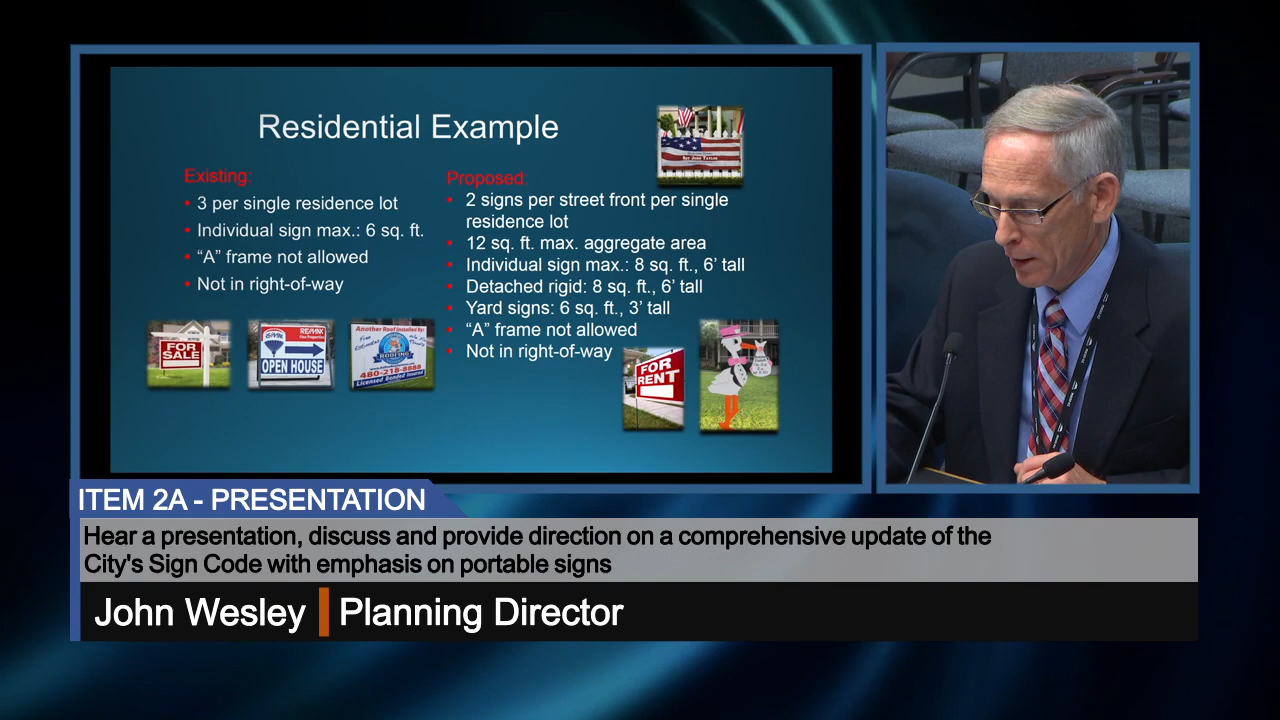 Residential Example
Existing:
• 3 per single residence lot
• Individual sign max.: 6 sq. ft.
• “A” frame not allowed
• Not in right-of-way
Proposed:
• 2 signs per street front per single
residence lot
• 12 sq. ft. max. aggregate area
• Individual sign max.: 8 sq. ft., 6’ tall
• Detached rigid: 8 sq. ft., 6’ tall
• Yard signs: 6 sq. ft., 3’ tall
• “A” frame not allowed
• Not in right-of-way
FOR
SALE
RE/MAX
OPEN HOUSE
Another Roof Installed by:
ROOFING
480-218-8888
Licensed Bonded Insured
FOR
RENT
ITEM 2A - PRESENTATION
Hear a presentation, discuss and provide direction on a comprehensive update of the
City's Sign Code with emphasis on portable signs
John Wesley
Planning Director